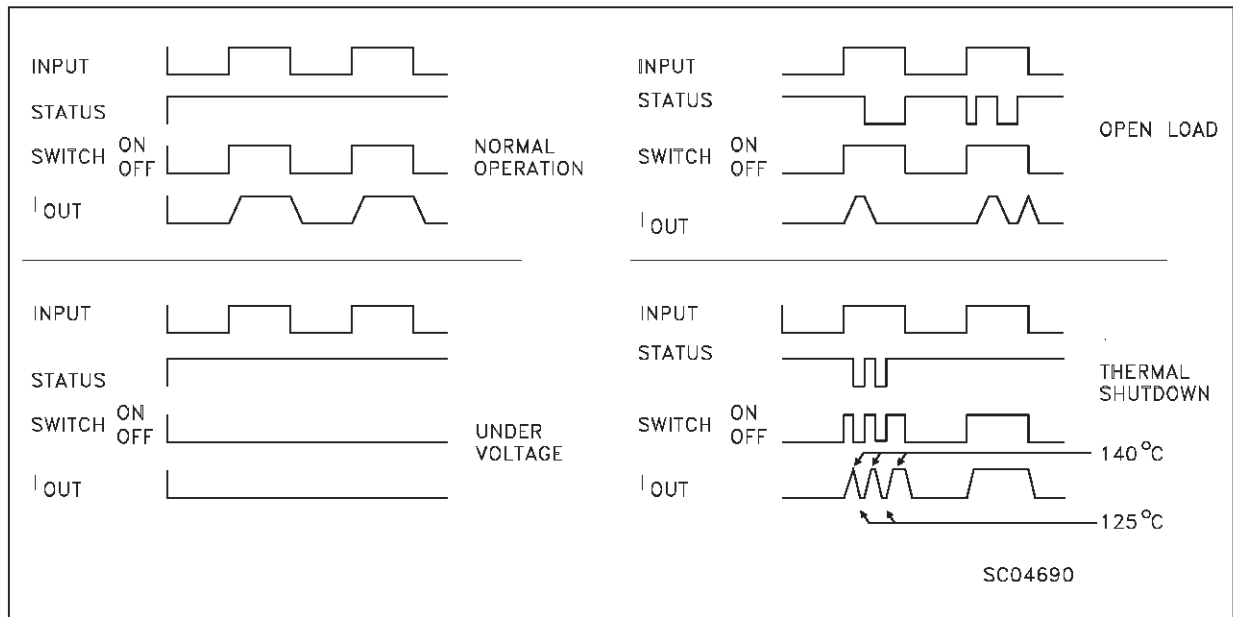 INPUT
STATUS
SWITCH ON
OFF
I OUT
NORMAL
OPERATION
INPUT
STATUS
SWITCH ON
OFF
I OUT
OPEN LOAD
INPUT
STATUS
SWITCH ON
OFF
I OUT
UNDER
VOLTAGE
INPUT
STATUS
SWITCH ON
OFF
I OUT
THERMAL
SHUTDOWN
140°C
125°C
SC04690